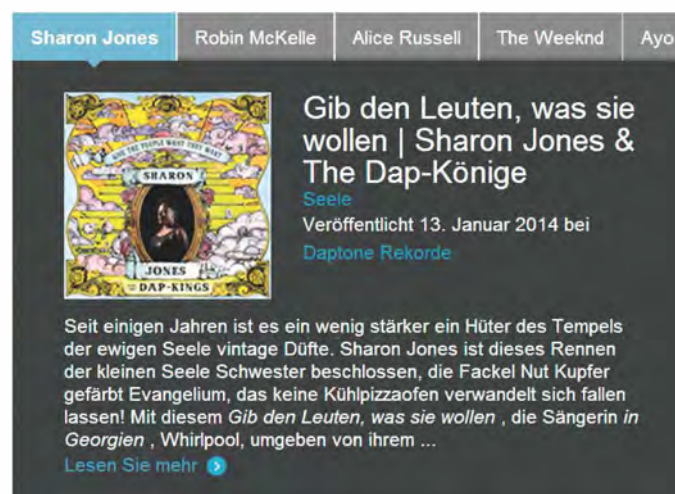 Sharon Jones
Robin McKelle
Alice Russell
The Weeknd
Ayo
GIVE THE PEOPLE WHAT THEY WANT
SHARON
JONES
DAP-KINGS
Gib den Leuten, was sie
wollen | Sharon Jones &
The Dap-Könige
Seele
Veröffentlicht 13. Januar 2014 bei
Daptone Rekorde
Seit einigen Jahren ist es ein wenig stärker ein Hüter des Tempels
der ewigen Seele vintage Düfte. Sharon Jones ist dieses Rennen
der kleinen Seele Schwester beschlossen, die Fackel Nut Kupfer
gefärbt Evangelium, das keine Kühlpizzaofen verwandelt sich fallen
lassen! Mit diesem Gib den Leuten, was sie wollen , die Sängerin in
Georgien , Whirlpool, umgeben von ihrem ...
Lesen Sie mehr